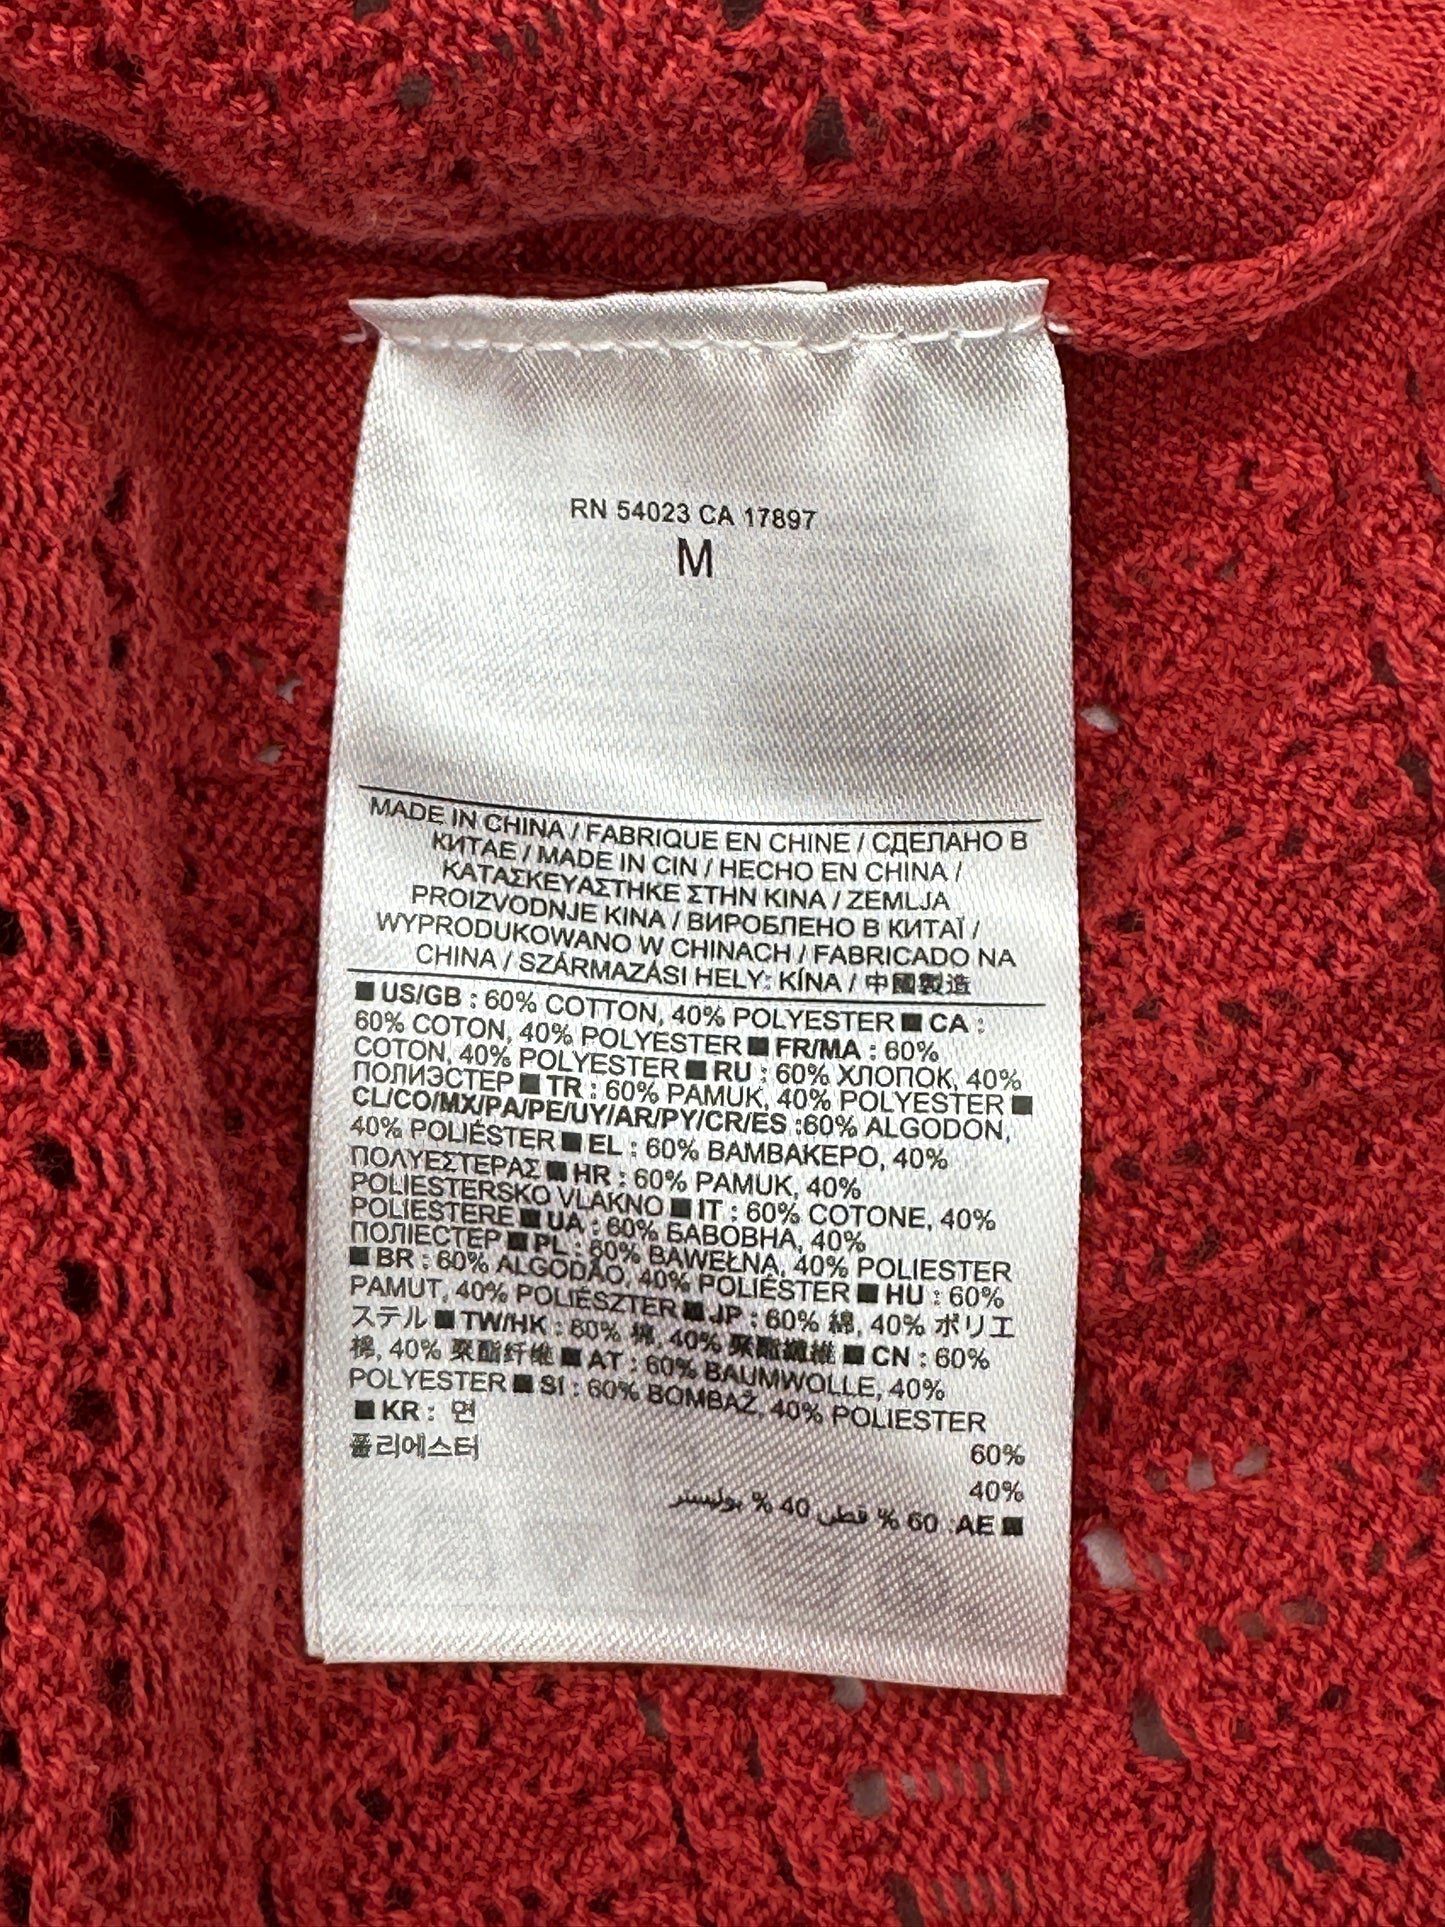 RN 54023 CA 17897
M
MADE IN CHINA / FABRIQUE EN CHINE / СДЕЛАНО В
КИТАЕ / MADE IN CIN / HECHO EN CHINA /
ΚΑΤΑΣΚΕΥΑΣΤΗΚΕ ΣΤΗΝ ΚΙΝΑ / ZEMLJA
PROIZVODNJE KINA / ВИРОБЛЕНО В КИТАЇ /
WYPRODUKOWANO W CHINACH / FABRICADO NA
CHINA / SZÁRMAZÁSI HELY: KÍNA / 中國製造
■ US/GB : 60% COTTON, 40% POLYESTER ■ CA :
60% COTON, 40% POLYESTER ■ FR/MA : 60%
COTON, 40% POLYESTER ■ RU : 60% ХЛОПОК, 40%
ПОЛИЭСТЕР ■ TR : 60% PAMUK, 40% POLYESTER ■
CL/CO/MX/PA/PE/UY/AR/PY/CR/ES :60% ALGODON,
40% POLIÉSTER ■ EL : 60% ΒΑΜΒΑΚΕΡΟ, 40%
ΠΟΛΥΕΣΤΕΡΑΣ ■ HR : 60% PAMUK, 40%
POLIESTERSKO VLAKNO ■ IT : 60% COTONE, 40%
POLIESTERE ■ UA : 60% БАВОВНА, 40%
ПОЛІЕСТЕР ■ PL : 60% BAWEŁNA, 40% POLIESTER
■ BR : 60% ALGODÃO, 40% POLIÉSTER ■ HU : 60%
PAMUT, 40% POLIÉSZTER ■ JP : 60% 綿, 40% ポリエ
ステル ■ TW/HK : 60% 棉, 40% 聚酯纖維 ■ CN : 60%
棉, 40% 聚酯纤维 ■ AT : 60% BAUMWOLLE, 40%
POLYESTER ■ SI : 60% BOMBAŽ, 40% POLIESTER
■ KR : 면 60%
폴리에스터 40%
■ AE: 60 % قطن 40 % بوليستر